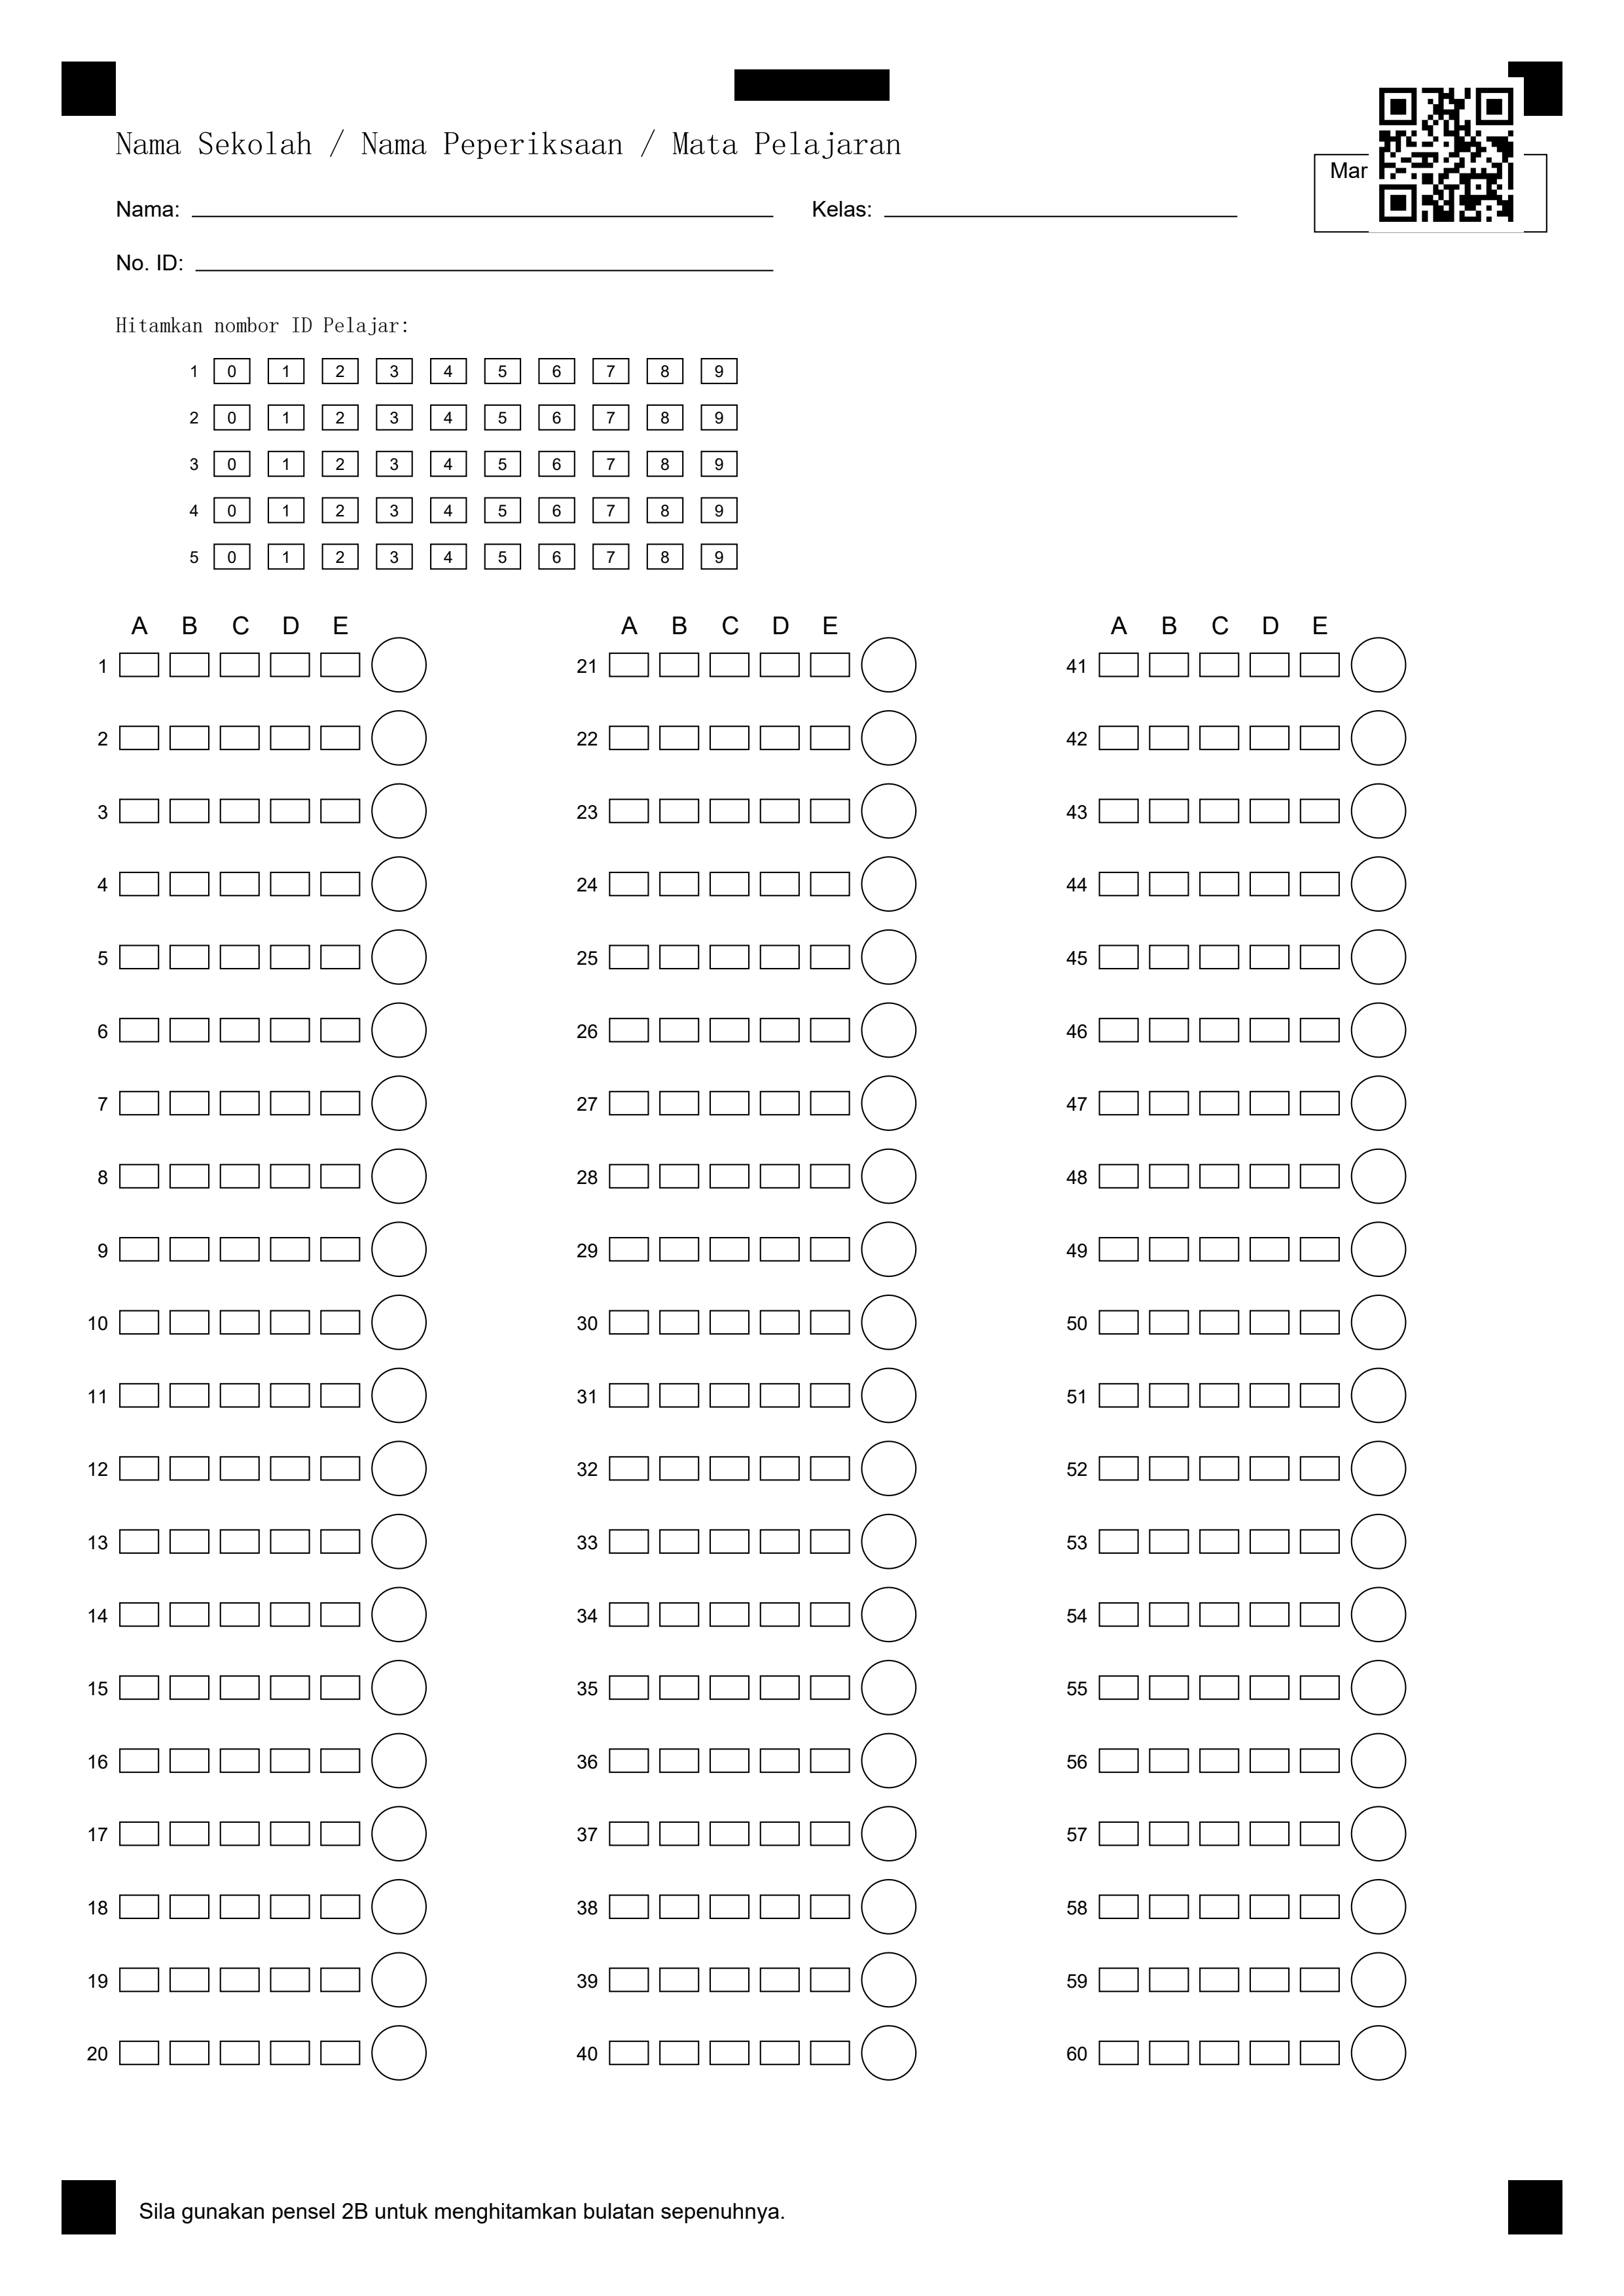 Nama Sekolah / Nama Peperiksaan / Mata Pelajaran
Mar
Nama: Kelas:
No. ID:
Hitamkan nombor ID Pelajar:
1 0 1 2 3 4 5 6 7 8 9
2 0 1 2 3 4 5 6 7 8 9
3 0 1 2 3 4 5 6 7 8 9
4 0 1 2 3 4 5 6 7 8 9
5 0 1 2 3 4 5 6 7 8 9
A B C D E A B C D E A B C D E
1 21 41
2 22 42
3 23 43
4 24 44
5 25 45
6 26 46
7 27 47
8 28 48
9 29 49
10 30 50
11 31 51
12 32 52
13 33 53
14 34 54
15 35 55
16 36 56
17 37 57
18 38 58
19 39 59
20 40 60
Sila gunakan pensel 2B untuk menghitamkan bulatan sepenuhnya.